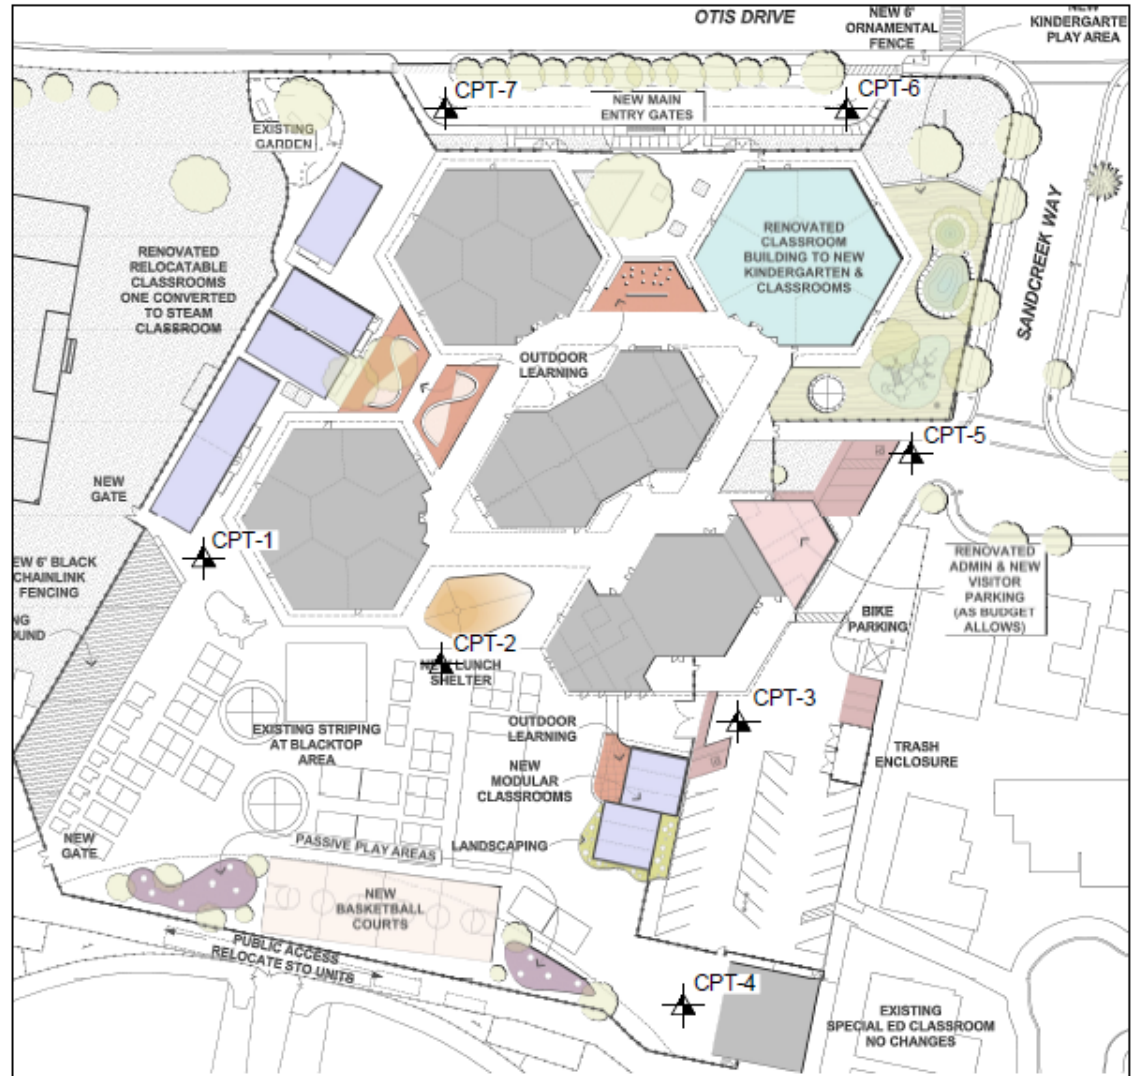 OTIS DRIVE
NEW 6'
ORNAMENTAL
FENCE
NEW
KINDERGARTE
PLAY AREA
CPT-7
CPT-6
NEW MAIN
ENTRY GATES
EXISTING
GARDEN
RENOVATED
RELOCATABLE
CLASSROOMS
ONE CONVERTED
TO STEAM
CLASSROOM
RENOVATED
CLASSROOM
BUILDING TO NEW
KINDERGARTEN &
CLASSROOMS
SANDCREEK WAY
OUTDOOR
LEARNING
CPT-5
NEW
GATE
CPT-1
EW 6' BLACK
CHAINLINK
FENCING
NG
OUND
RENOVATED
ADMIN & NEW
VISITOR
PARKING
(AS BUDGET
ALLOWS)
BIKE
PARKING
CPT-2
NEW LUNCH
SHELTER
CPT-3
EXISTING STRIPING
AT BLACKTOP
AREA
OUTDOOR
LEARNING
NEW
MODULAR
CLASSROOMS
TRASH
ENCLOSURE
NEW
GATE
PASSIVE PLAY AREAS
LANDSCAPING
NEW
BASKETBALL
COURTS
PUBLIC ACCESS
RELOCATE STO UNITS
CPT-4
EXISTING
SPECIAL ED CLASSROOM
NO CHANGES